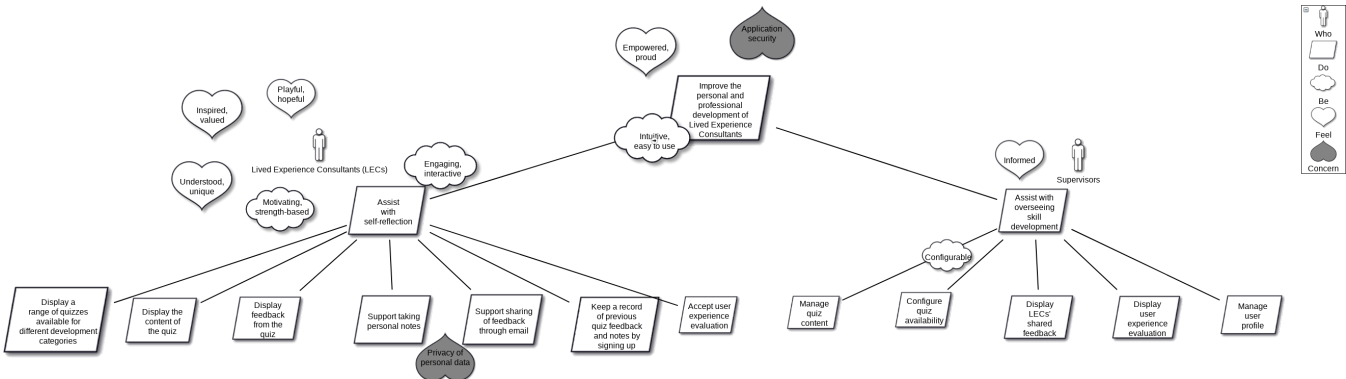 Application
security
Empowered,
proud
Improve the
personal and
professional
development of
Lived Experience
Consultants
Intuitive,
easy to use
Playful,
hopeful
Inspired,
valued
Lived Experience Consultants (LECs)
Understood,
unique
Motivating,
strength-based
Engaging,
interactive
Assist
with
self-reflection
Informed
Supervisors
Assist with
overseeing
skill
development
Configurable
Display a
range of quizzes
available for
different development
categories
Display the
content of
the quiz
Display
feedback
from the
quiz
Support taking
personal notes
Privacy of
personal data
Support sharing
of feedback
through email
Keep a record
of previous
quiz feedback
and notes by
signing up
Accept user
experience
evaluation
Manage
quiz
content
Configure
quiz
availability
Display
LECs'
shared
feedback
Display
user
experience
evaluation
Manage
user
profile
Who
Do
Be
Feel
Concern